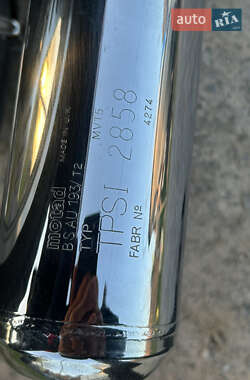 AUTO RIA
motad
MADE IN U.K.
BSAU 193/T2
TYP
MV15
TPSI 2858
FABR Nº
4274